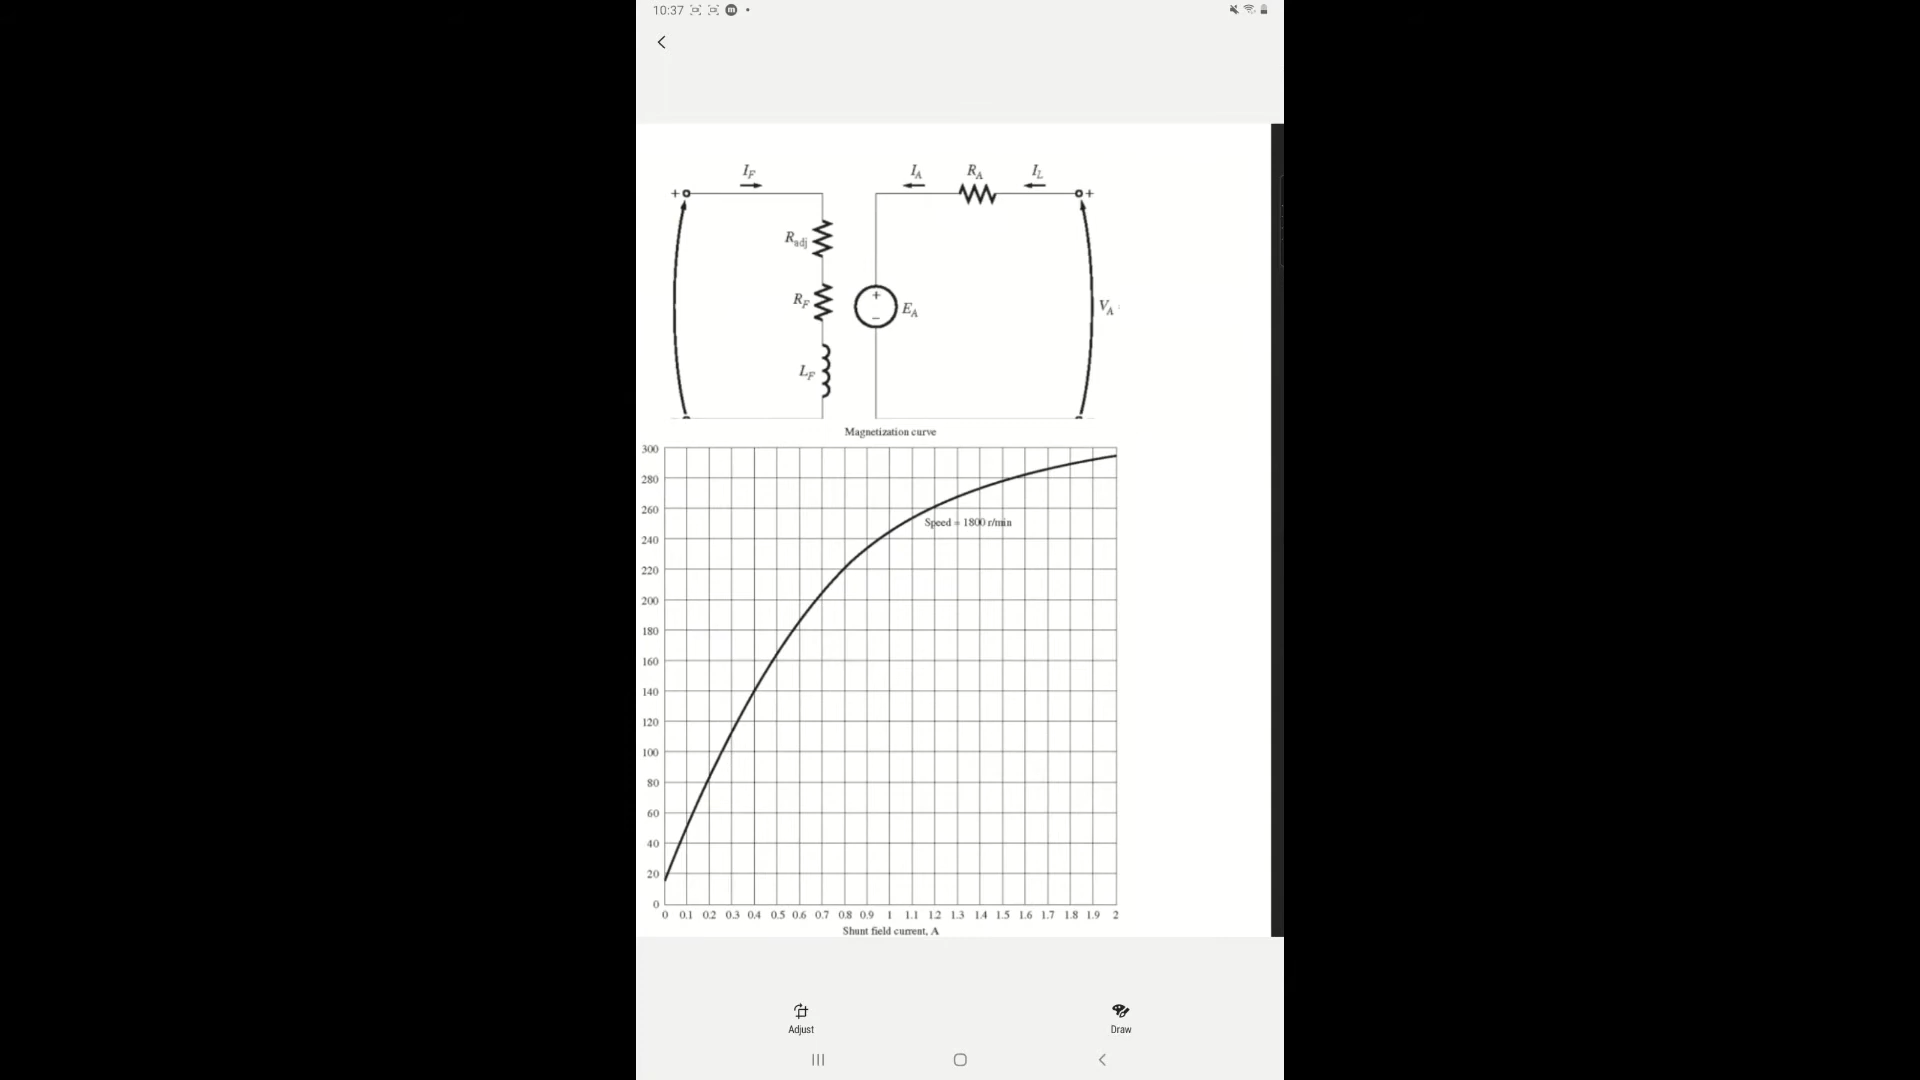 10:37
I_F
I_A
R_A
I_L
+
+
R_adj
R_F
+
−
E_A
V_A
L_F
Magnetization curve
300
280
260
Speed = 1800 r/min
240
220
200
180
160
140
120
100
80
60
40
20
0
0 0.1 0.2 0.3 0.4 0.5 0.6 0.7 0.8 0.9 1 1.1 1.2 1.3 1.4 1.5 1.6 1.7 1.8 1.9 2
Shunt field current, A
Adjust
Draw